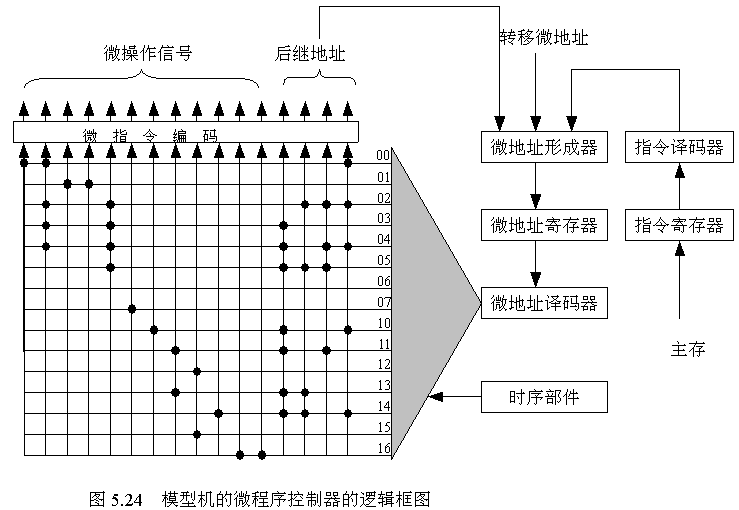 微操作信号
后继地址
转移微地址
微指令编码
微地址形成器
指令译码器
00
01
02
03
04
05
06
07
10
11
12
13
14
15
16
微地址寄存器
指令寄存器
微地址译码器
主存
时序部件
图 5.24 模型机的微程序控制器的逻辑框图